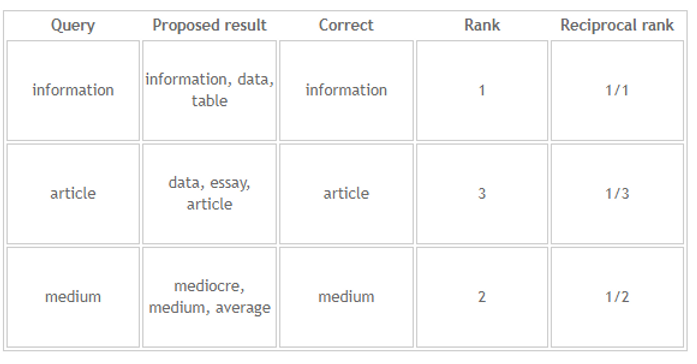 Query Proposed result Correct Rank Reciprocal rank
information information, data, table information 1 1/1
article data, essay, article article 3 1/3
medium mediocre, medium, average medium 2 1/2